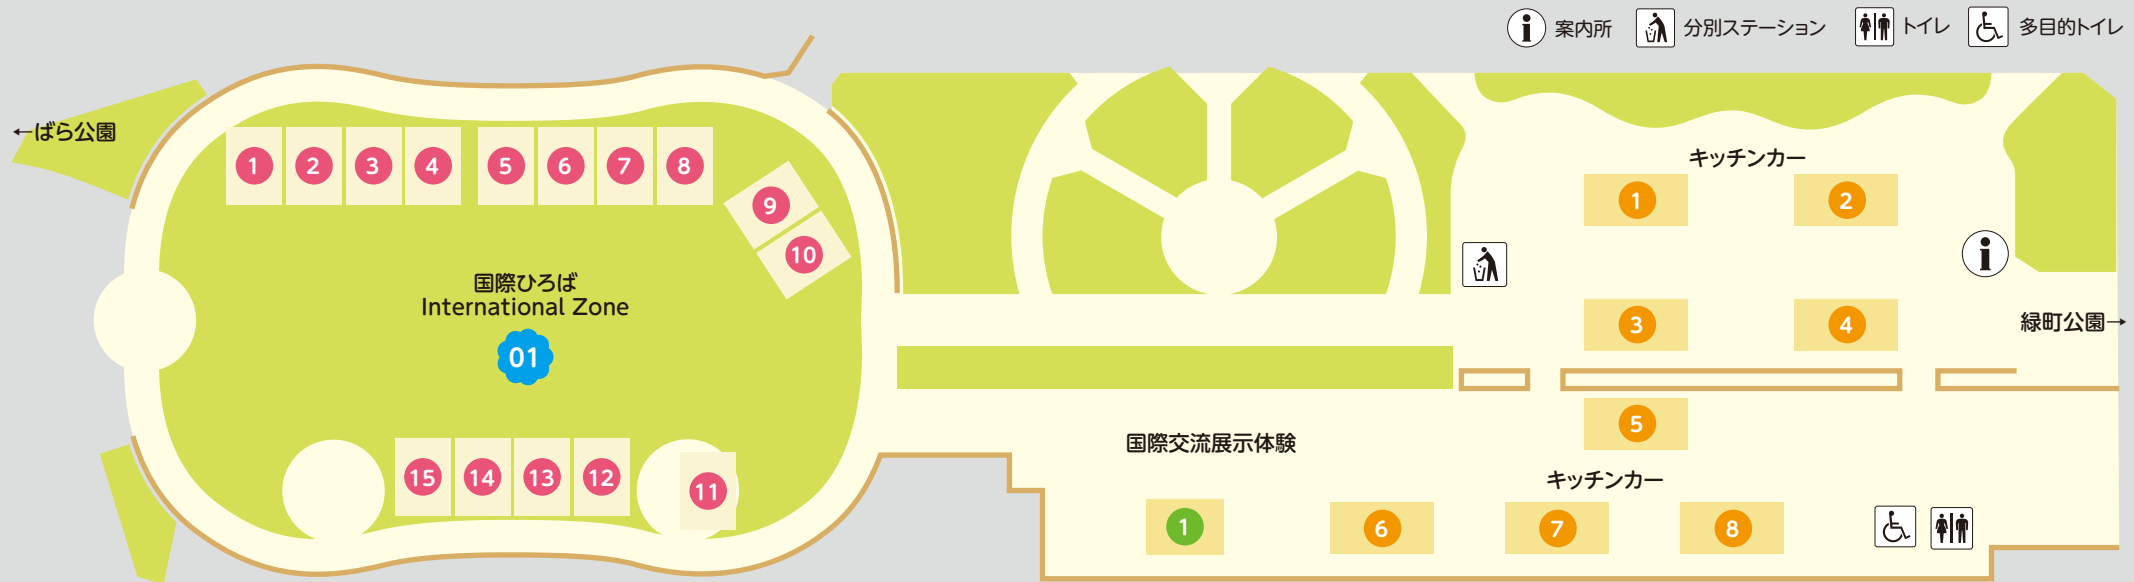 案内所 分別ステーション トイレ 多目的トイレ
←ばら公園
1 2 3 4 5 6 7 8
9
10
国際ひろば
International Zone
01
15 14 13 12 11
キッチンカー
1 2
3 4
緑町公園→
5
国際交流展示体験
キッチンカー
1 6 7 8